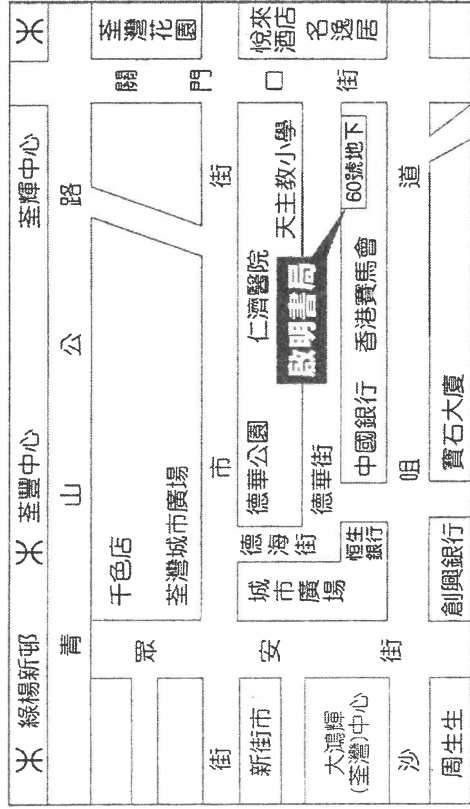 綠楊新邨
荃豐中心
荃輝中心
青山公路
千色店
荃灣城市廣場
荃灣花園
眾安街
關門口街
街市街
新街市
城市廣場
德海街
德華公園
仁濟醫院
天主教小學
悅來酒店
名逸居
德華街
啟明書局
60號地下
大鴻輝
(荃灣)中心
恒生銀行
中國銀行
香港賽馬會
沙咀道
周生生
創興銀行
寶石大廈